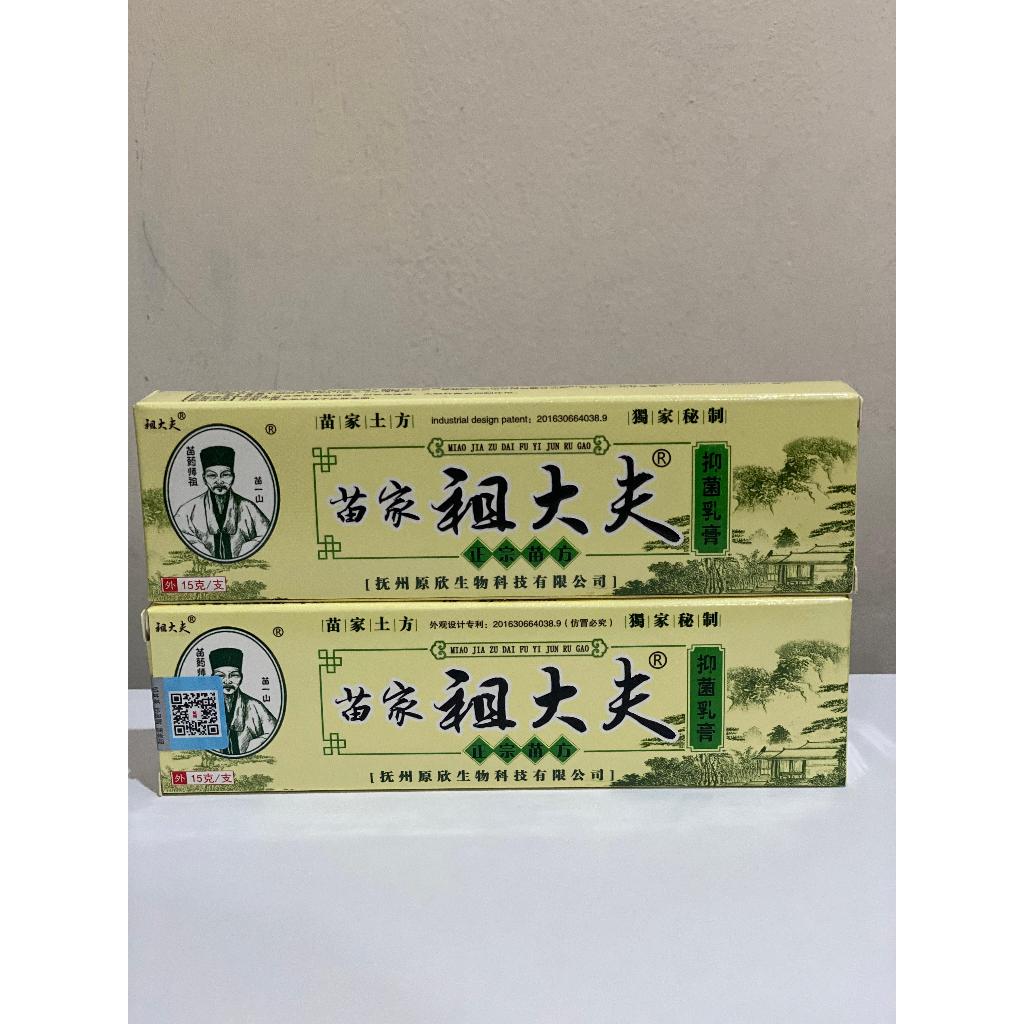 祖大夫®
苗药师祖
苗一山
®
外 15克/支
苗家土方
industrial design patent: 201630664038.9
獨家秘制
MIAO JIA ZU DAI FU YI JUN RU GAO
苗家 祖大夫®
正宗苗方
抑菌乳膏
[抚州原欣生物科技有限公司]
祖大夫®
苗药师
苗一山
®
外 15克/支
苗家土方
外观设计专利: 201630664038.9 (仿冒必究)
獨家秘制
MIAO JIA ZU DAI FU YI JUN RU GAO
苗家 祖大夫®
正宗苗方
抑菌乳膏
[抚州原欣生物科技有限公司]